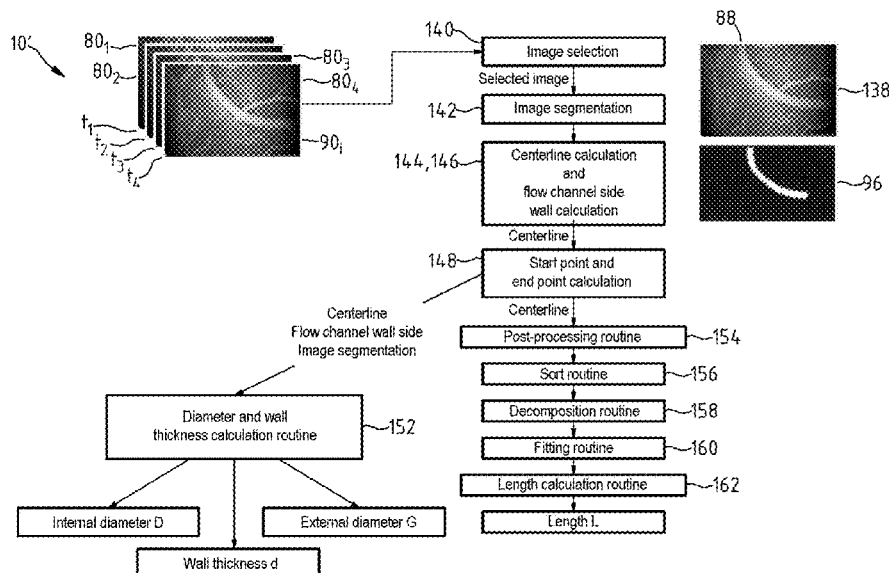 10'
80₁
80₂
80₃
80₄
90ᵢ
t₁
t₂
t₃
t₄
140
Image selection
Selected image
142
Image segmentation
144, 146
Centerline calculation
and
flow channel side
wall calculation
Centerline
148
Start point and
end point calculation
Centerline
Post-processing routine
154
Sort routine
156
Decomposition routine
158
Fitting routine
160
Length calculation routine
162
Length L
88
138
96
Centerline
Flow channel wall side
Image segmentation
Diameter and wall
thickness calculation routine
152
Internal diameter D
External diameter G
Wall thickness d